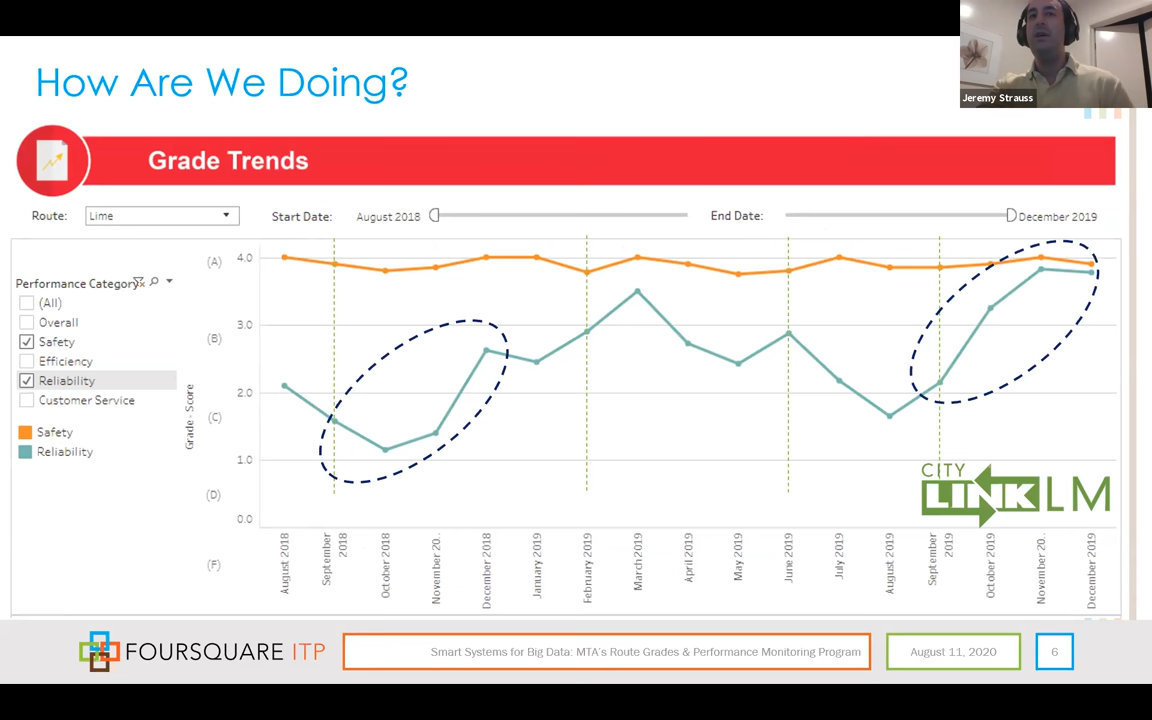 How Are We Doing?
Jeremy Strauss
Grade Trends
Route: Lime Start Date: August 2018 End Date: December 2019
Performance Category
(All)
Overall
Safety
Efficiency
Reliability
Customer Service
Safety
Reliability
Grade - Score
(A) 4.0
3.0
(B)
2.0
(C)
1.0
(D)
0.0
(F)
August 2018
September 2018
October 2018
November 20..
December 2018
January 2019
February 2019
March 2019
April 2019
May 2019
June 2019
July 2019
August 2019
September 2019
October 2019
November 20..
December 2019
CITY
LINK LM
FOURSQUARE ITP
Smart Systems for Big Data: MTA's Route Grades & Performance Monitoring Program
August 11, 2020
6